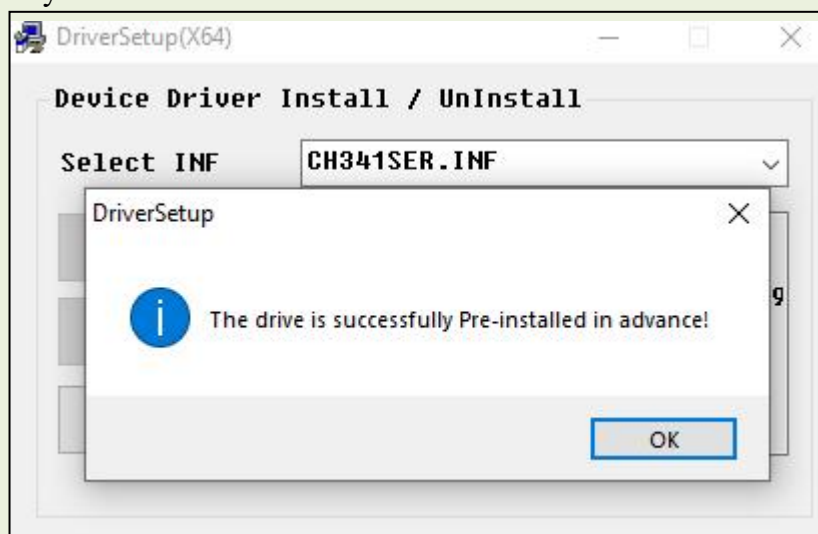 DriverSetup(X64)
Device Driver Install / UnInstall
Select INF
CH341SER.INF
DriverSetup
The drive is successfully Pre-installed in advance!
OK